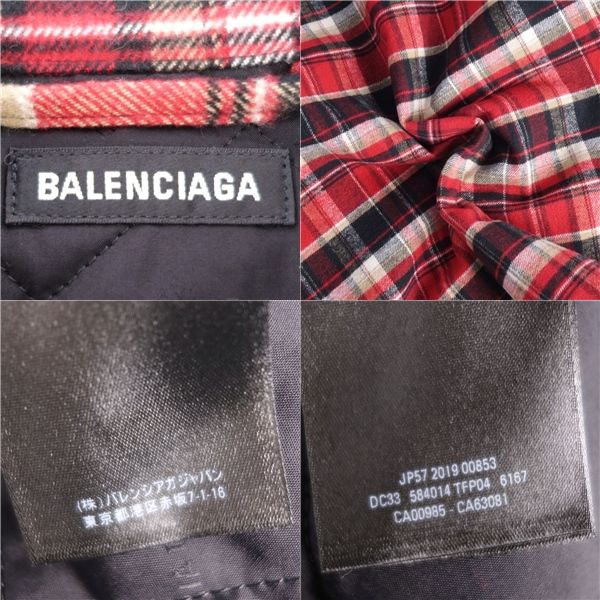 BALENCIAGA
(株)バレンシアガジャパン
東京都港区赤坂7-1-16
JP57 2019 00853
DC33 584014 TFP04 6167
CA00985 - CA63081